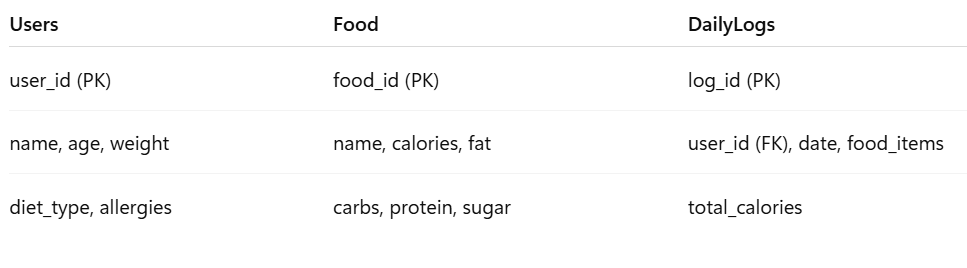 Users Food DailyLogs
user_id (PK) food_id (PK) log_id (PK)
name, age, weight name, calories, fat user_id (FK), date, food_items
diet_type, allergies carbs, protein, sugar total_calories